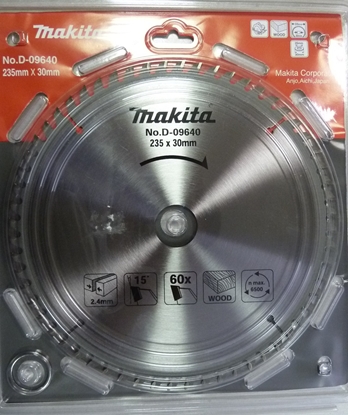 makita
No.D-09640
235mm X 30mm
Makita Corporation
Anjo, Aichi, Japan
makita
No.D-09640
235 x 30mm
2.4mm
15°
60x
WOOD
n max.
6500